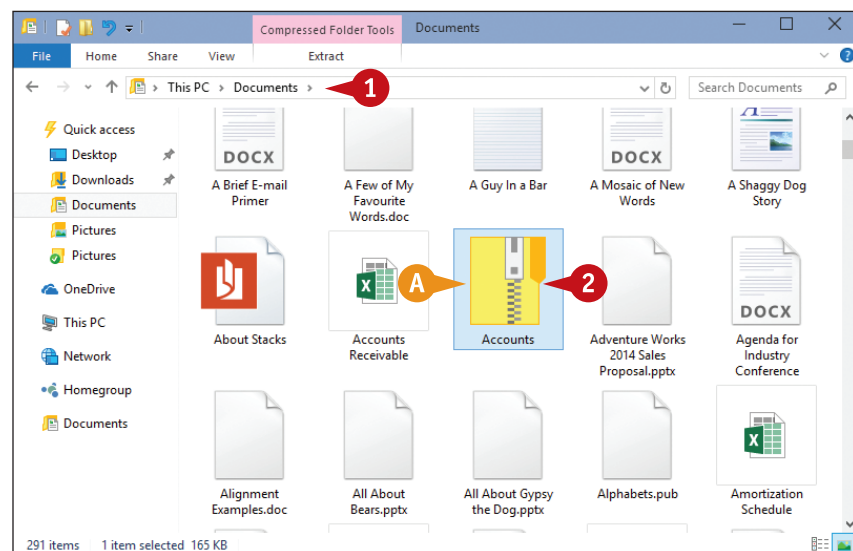 Compressed Folder Tools
Documents
File
Home
Share
View
Extract
This PC
Documents
1
Search Documents
Quick access
Desktop
Downloads
Documents
Pictures
Pictures
OneDrive
This PC
Network
Homegroup
Documents
DOCX
DOCX
A Brief E-mail
Primer
A Few of My
Favourite
Words.doc
A Guy In a Bar
A Mosaic of New
Words
A Shaggy Dog
Story
A
2
DOCX
About Stacks
Accounts
Receivable
Accounts
Adventure Works
2014 Sales
Proposal.pptx
Agenda for
Industry
Conference
Alignment
Examples.doc
All About
Bears.pptx
All About Gypsy
the Dog.pptx
Alphabets.pub
Amortization
Schedule
291 items
1 item selected 165 KB